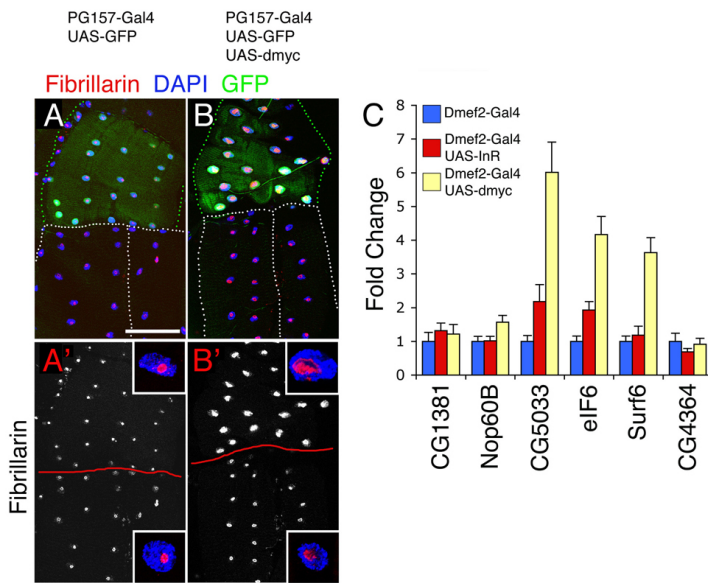 PG157-Gal4
UAS-GFP
PG157-Gal4
UAS-GFP
UAS-dmyc
Fibrillarin DAPI GFP
A
B
A'
B'
Fibrillarin
C
Fold Change
8
7
6
5
4
3
2
1
0
Dmef2-Gal4
Dmef2-Gal4
UAS-InR
Dmef2-Gal4
UAS-dmyc
CG1381
Nop60B
CG5033
eIF6
Surf6
CG4364